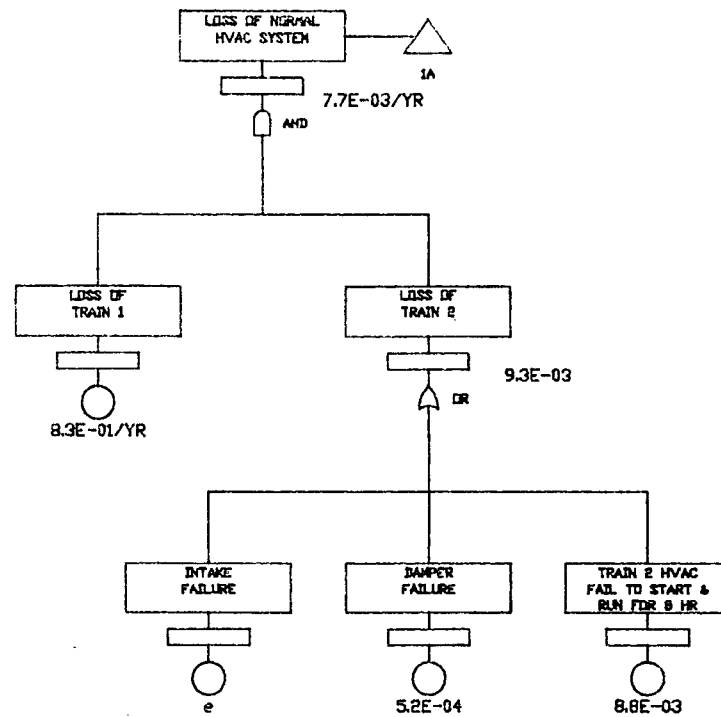 LOSS OF NORMAL
HVAC SYSTEM
1A
7.7E-03/YR
AND
LOSS OF
TRAIN 1
LOSS OF
TRAIN 2
9.3E-03
8.3E-01/YR
OR
INTAKE
FAILURE
DAMPER
FAILURE
TRAIN 2 HVAC
FAIL TO START &
RUN FOR 8 HR
e
5.2E-04
8.8E-03